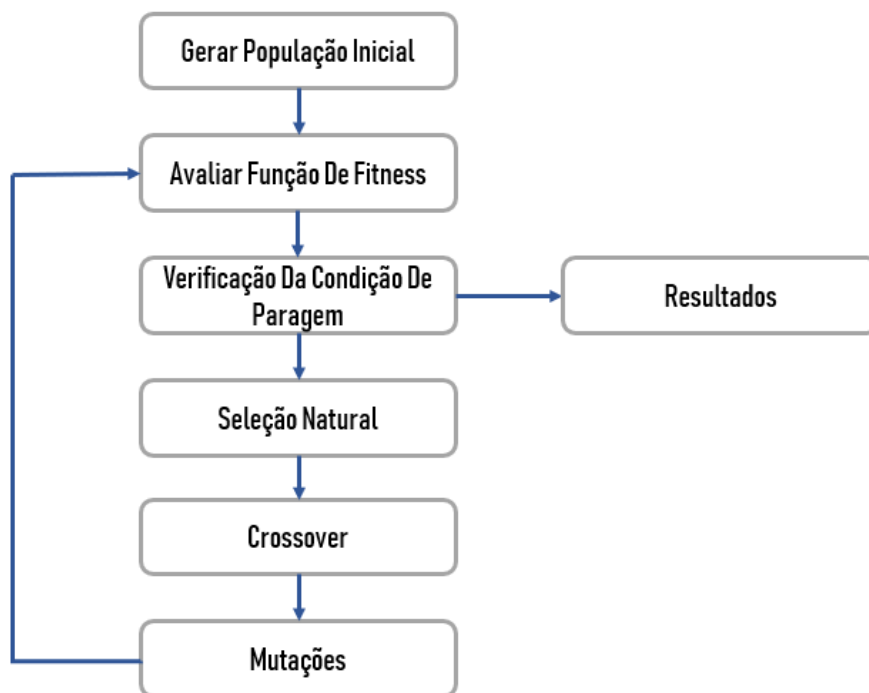 Gerar População Inicial
Avaliar Função De Fitness
Verificação Da Condição De
Paragem
Resultados
Seleção Natural
Crossover
Mutações